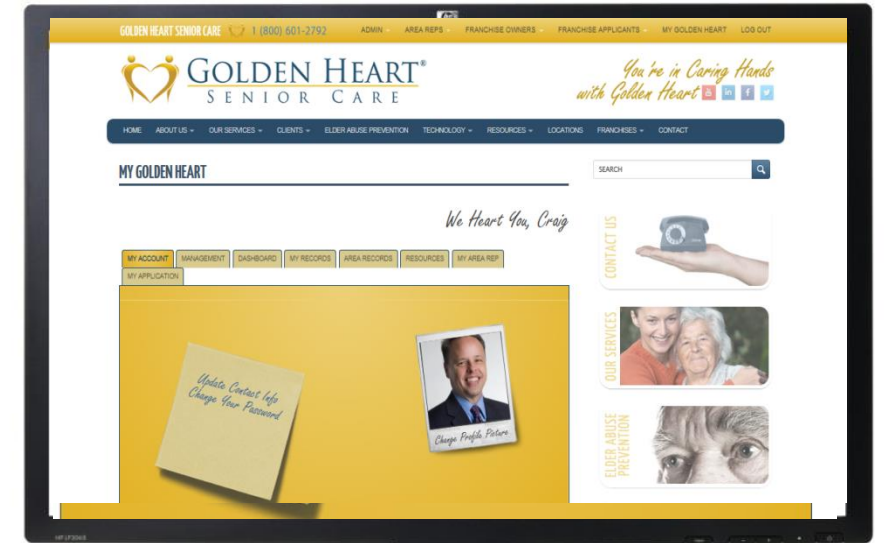 GOLDEN HEART SENIOR CARE 1 (800) 601-2792 ADMIN AREA REPS FRANCHISE OWNERS FRANCHISE APPLICANTS MY GOLDEN HEART LOG OUT
GOLDEN HEART®
SENIOR CARE
You're in Caring Hands
with Golden Heart
HOME ABOUT US OUR SERVICES CLIENTS ELDER ABUSE PREVENTION TECHNOLOGY RESOURCES LOCATIONS FRANCHISES CONTACT
MY GOLDEN HEART
SEARCH
We Heart You, Craig
MY ACCOUNT MANAGEMENT DASHBOARD MY RECORDS AREA RECORDS RESOURCES MY AREA REP
MY APPLICATION
Update Contact Info
Change Your Password
Change Profile Picture
CONTACT US
OUR SERVICES
ELDER ABUSE
PREVENTION